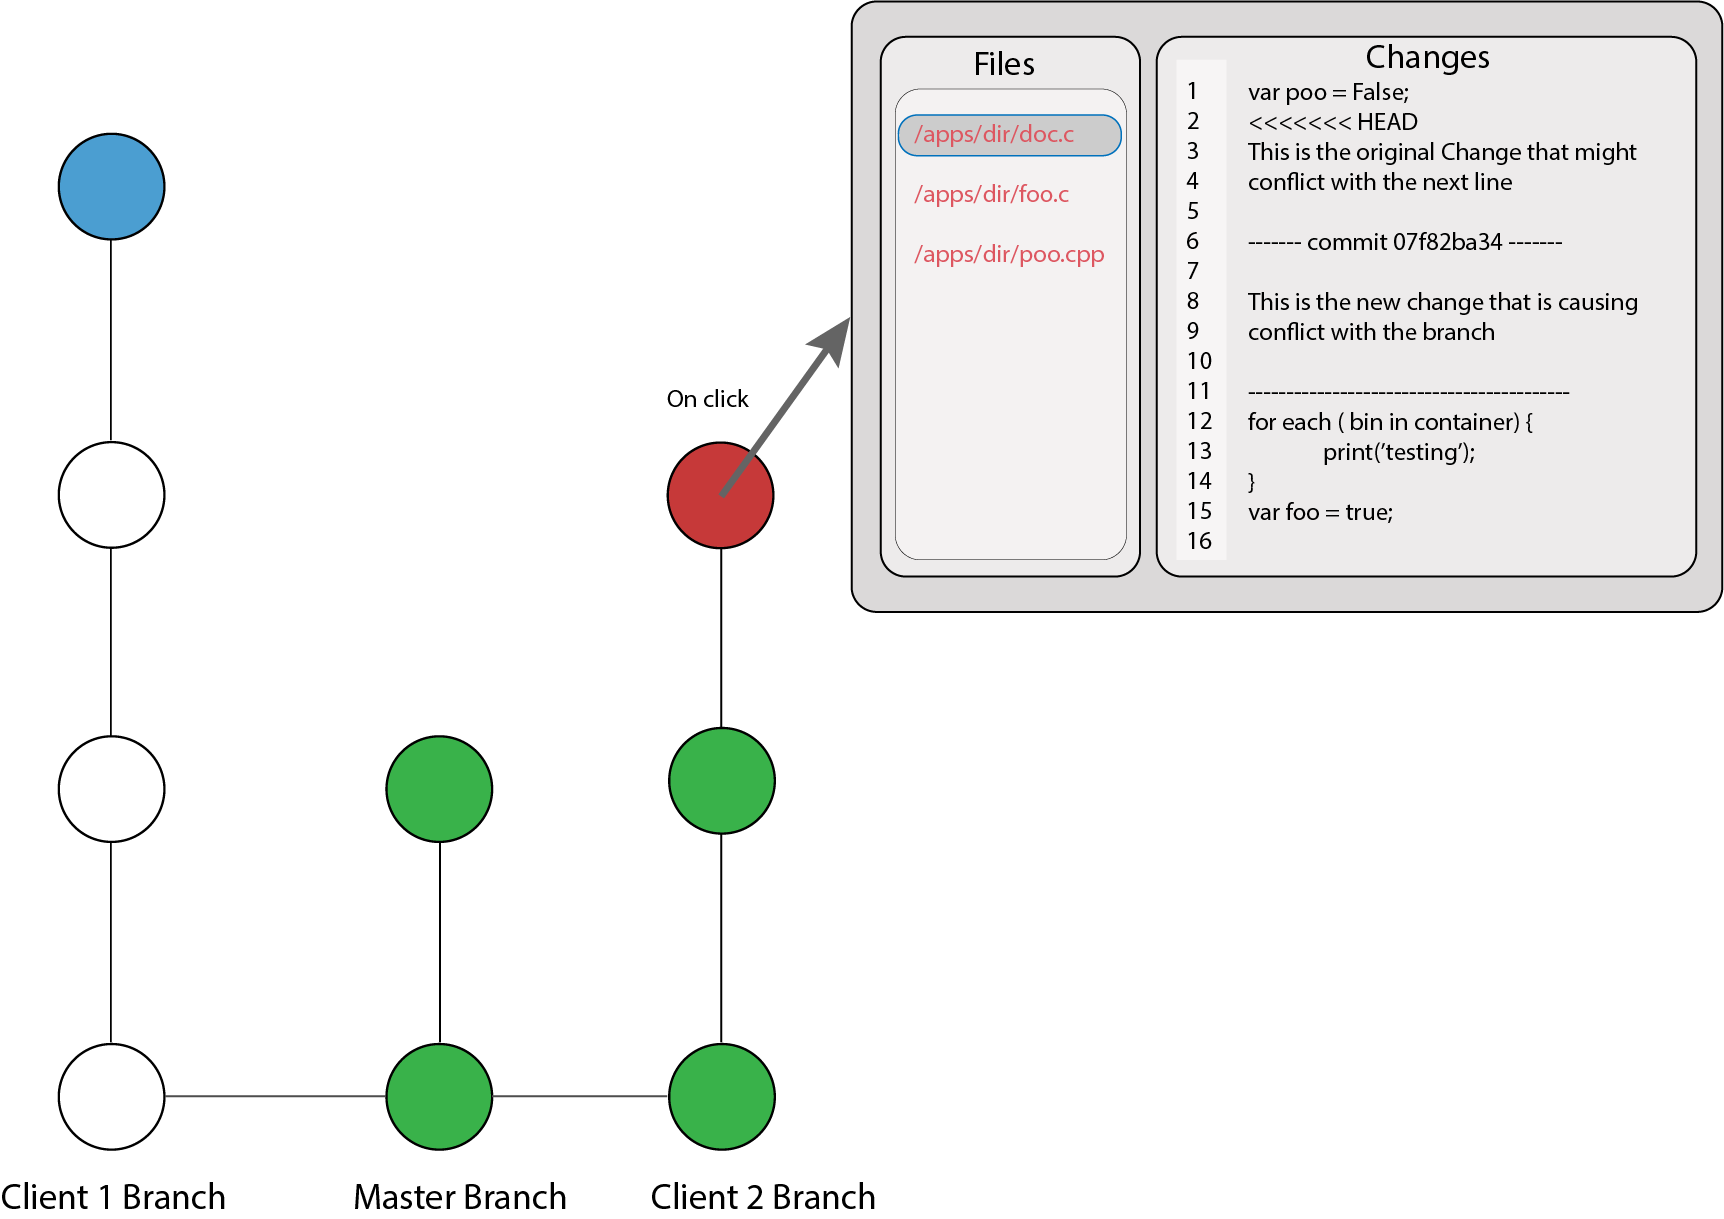 Files
/apps/dir/doc.c
/apps/dir/foo.c
/apps/dir/poo.cpp
Changes
1 var poo = False;
2 <<<<<<< HEAD
3 This is the original Change that might
4 conflict with the next line
5
6 ------- commit 07f82ba34 -------
7
8 This is the new change that is causing
9 conflict with the branch
10
11 ------------------------------------------
12 for each ( bin in container) {
13 print(’testing’);
14 }
15 var foo = true;
16
On click
Client 1 Branch
Master Branch
Client 2 Branch